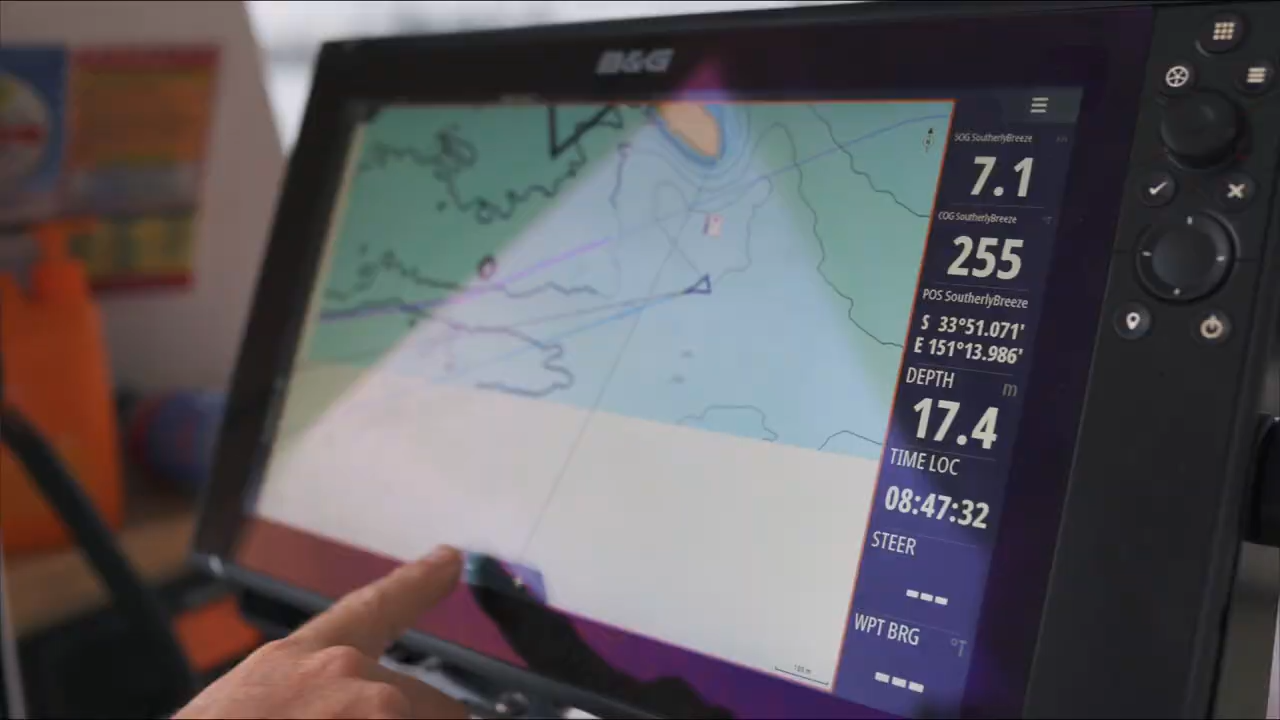 B&G
SOG SoutherlyBreeze
7.1
COG SoutherlyBreeze
255
POS SoutherlyBreeze
S 33°51.071'
E 151°13.986'
DEPTH m
17.4
TIME LOC
08:47:32
STEER
---
WPT BRG °T
---